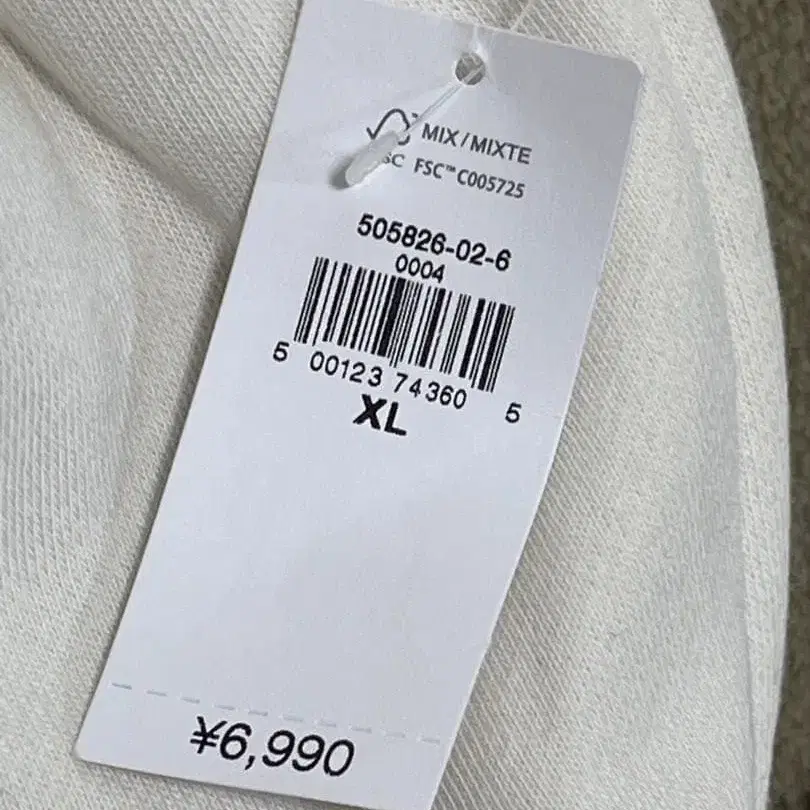 MIX/MIXTE
FSC™ C005725
505826-02-6
0004
5 00123 74360 5
XL
¥6,990